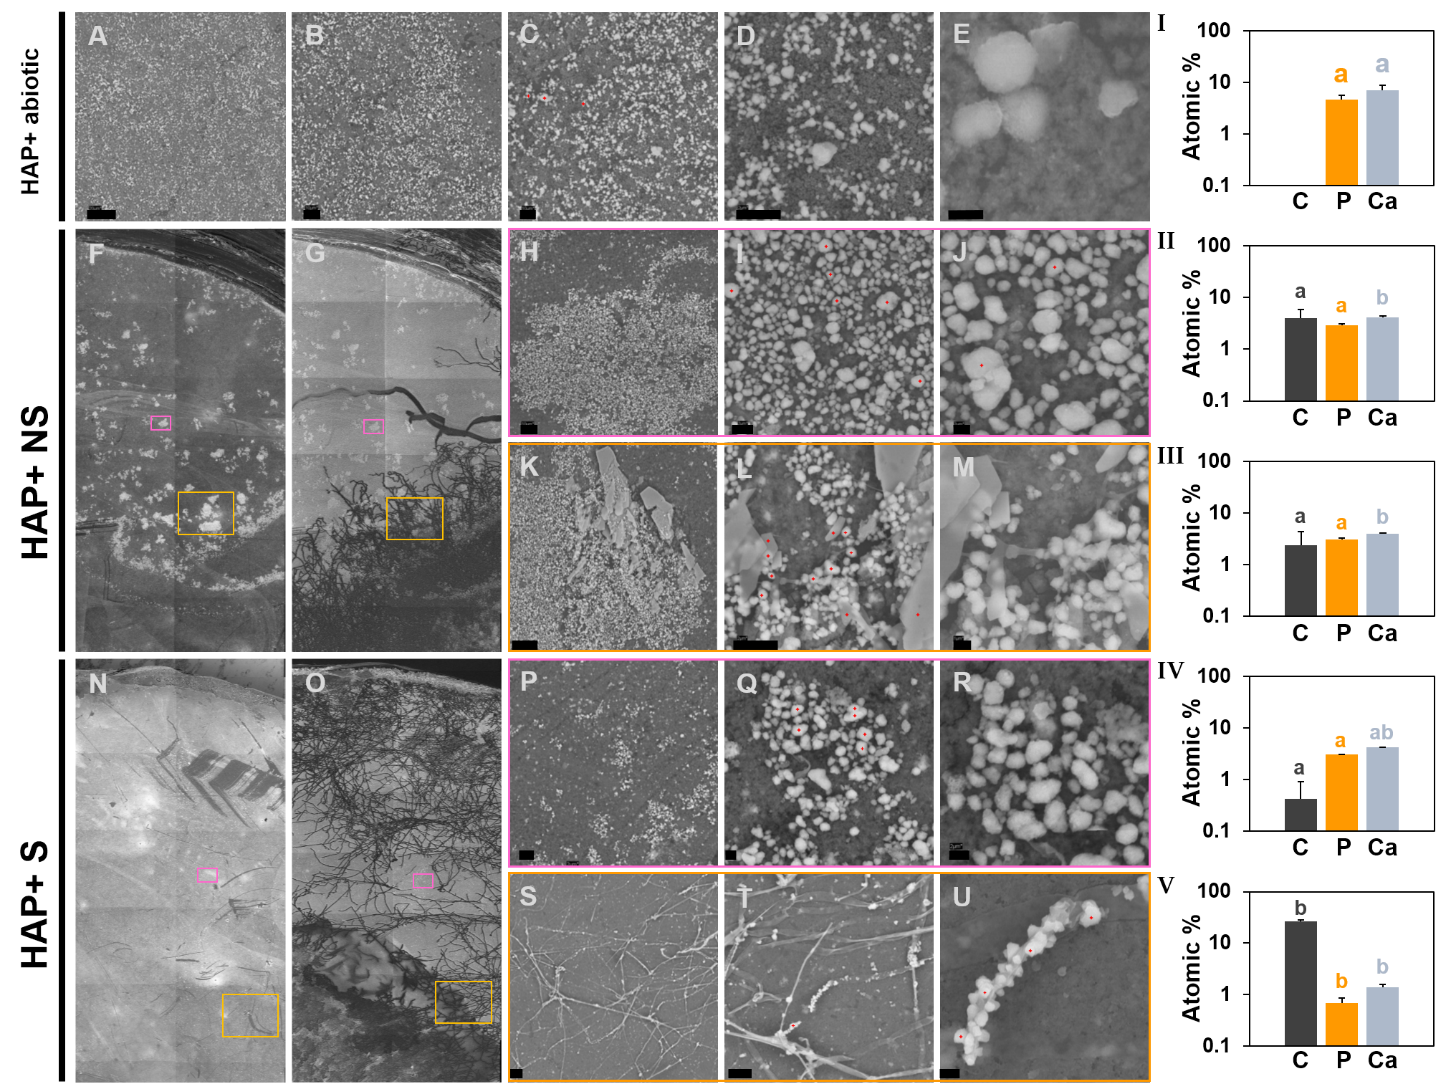 HAP+ abiotic
A
B
C
D
E
I
Atomic %
100
10
1
0.1
a
a
C P Ca
HAP+ NS
F
G
H
I
J
II
Atomic %
100
10
1
0.1
a
a
b
C P Ca
K
L
M
III
Atomic %
100
10
1
0.1
a
a
b
C P Ca
HAP+ S
N
O
P
Q
R
IV
Atomic %
100
10
1
0.1
a
a
ab
C P Ca
S
T
U
V
Atomic %
100
10
1
0.1
b
b
b
C P Ca